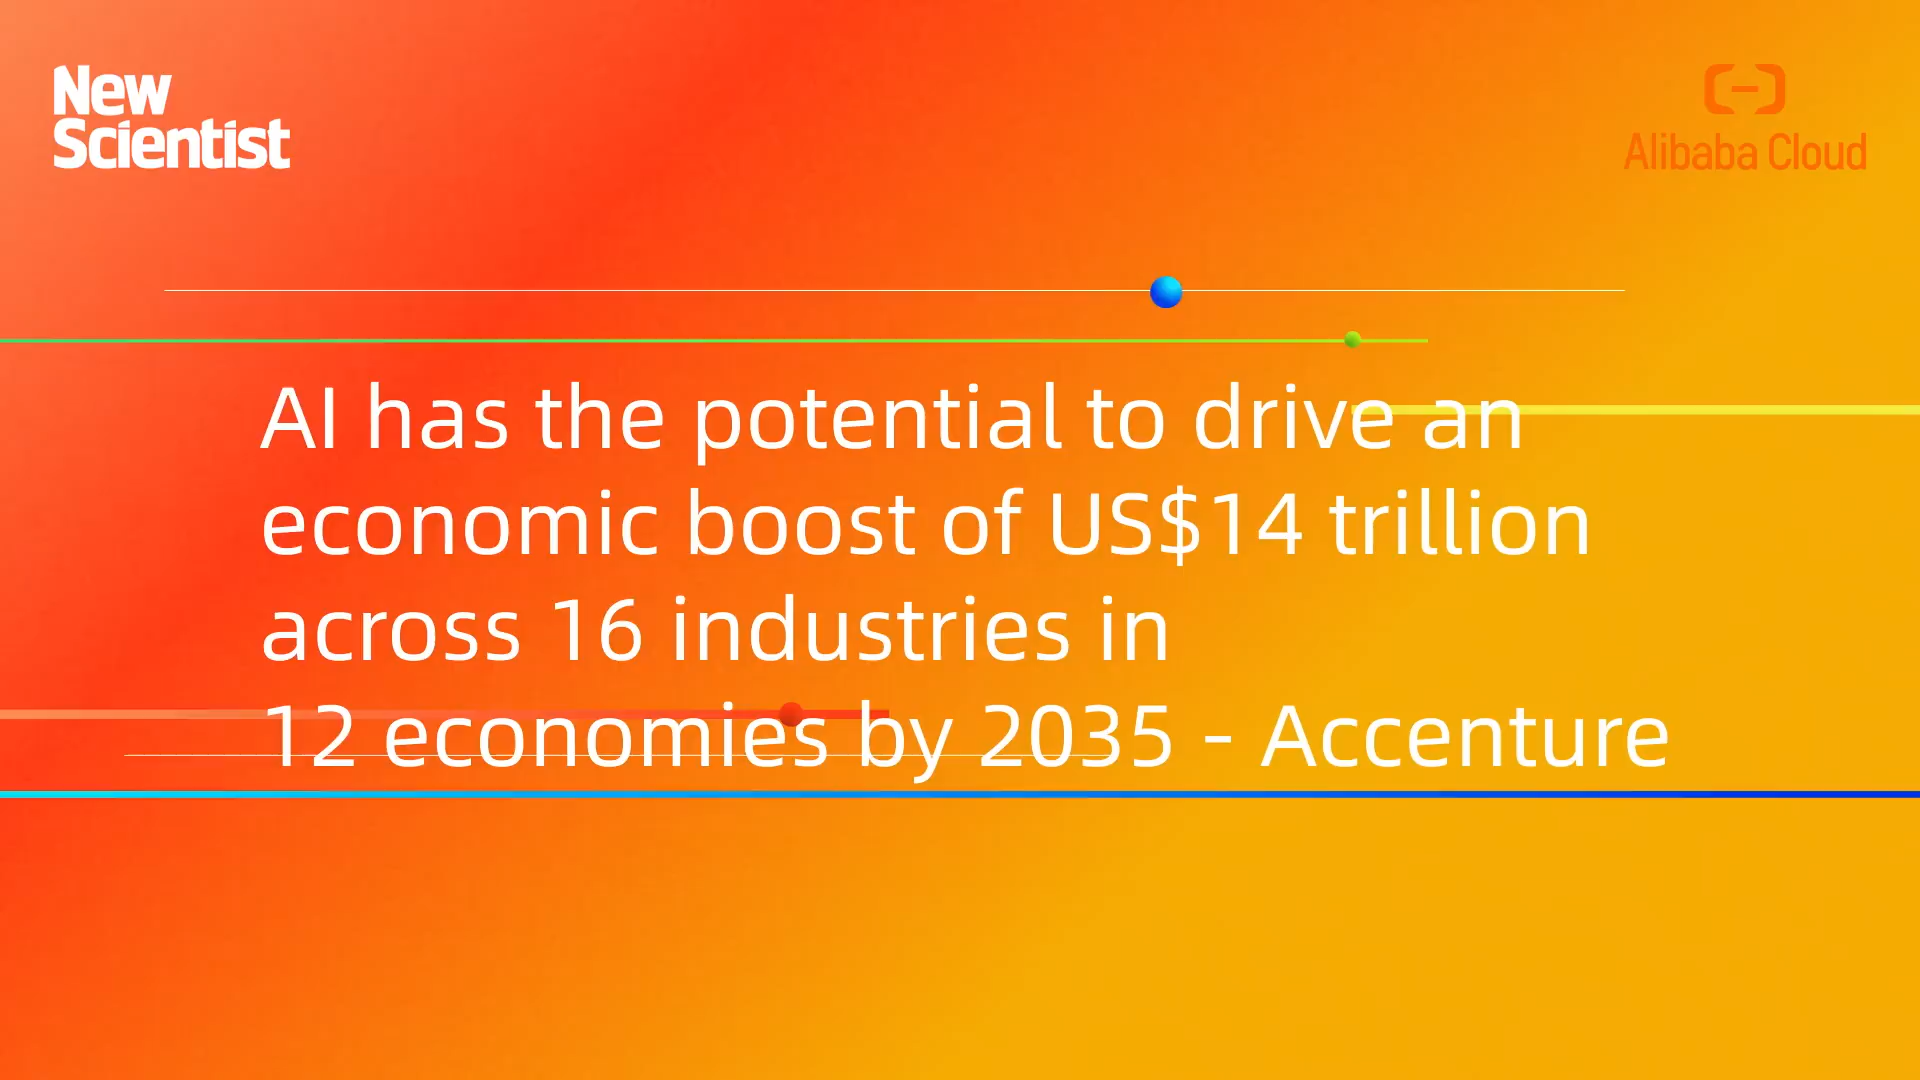 New
Scientist
Alibaba Cloud
AI has the potential to drive an
economic boost of US$14 trillion
across 16 industries in
12 economies by 2035 - Accenture